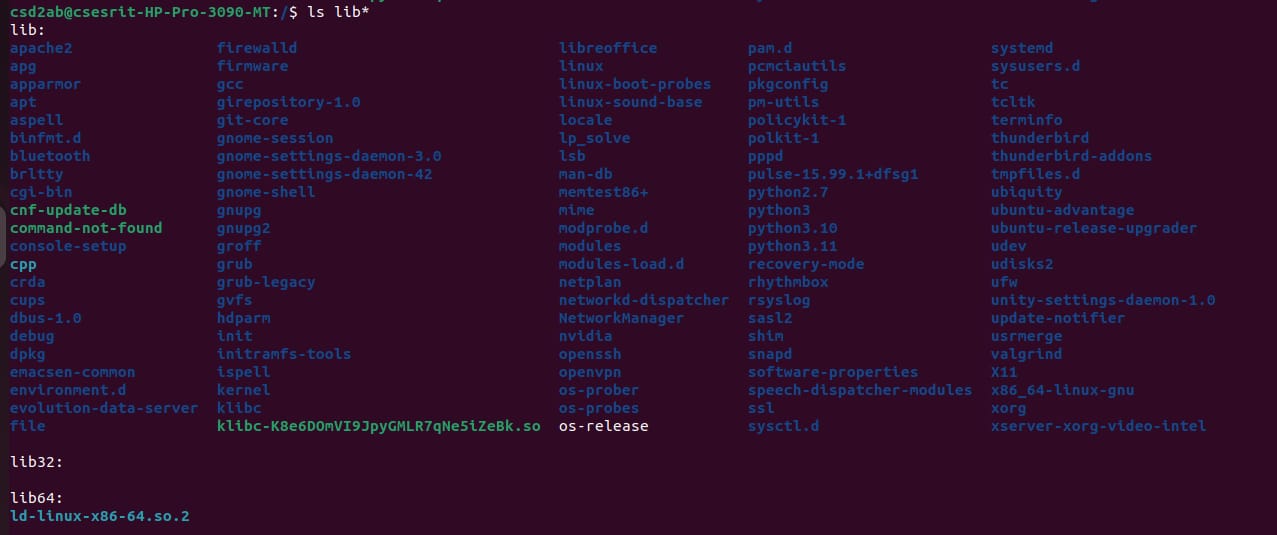 csd2ab@csesrit-HP-Pro-3090-MT:/$ ls lib*
lib:
apache2 firewalld libreoffice pam.d systemd
apg firmware linux pcmciautils sysusers.d
apparmor gcc linux-boot-probes pkgconfig tc
apt girepository-1.0 linux-sound-base pm-utils tcltk
aspell git-core locale policykit-1 terminfo
binfmt.d gnome-session lp_solve polkit-1 thunderbird
bluetooth gnome-settings-daemon-3.0 lsb pppd thunderbird-addons
brltty gnome-settings-daemon-42 man-db pulse-15.99.1+dfsg1 tmpfiles.d
cgi-bin gnome-shell memtest86+ python2.7 ubiquity
cnf-update-db gnupg mime python3 ubuntu-advantage
command-not-found gnupg2 modprobe.d python3.10 ubuntu-release-upgrader
console-setup groff modules python3.11 udev
cpp grub modules-load.d recovery-mode udisks2
crda grub-legacy netplan rhythmbox ufw
cups gvfs networkd-dispatcher rsyslog unity-settings-daemon-1.0
dbus-1.0 hdparm NetworkManager sasl2 update-notifier
debug init nvidia shim usrmerge
dpkg initramfs-tools openssh snapd valgrind
emacsen-common ispell openvpn software-properties X11
environment.d kernel os-prober speech-dispatcher-modules x86_64-linux-gnu
evolution-data-server klibc os-probes ssl xorg
file klibc-K8e6DOmVI9JpyGMLR7qNe5iZeBk.so os-release sysctl.d xserver-xorg-video-intel
lib32:
lib64:
ld-linux-x86-64.so.2